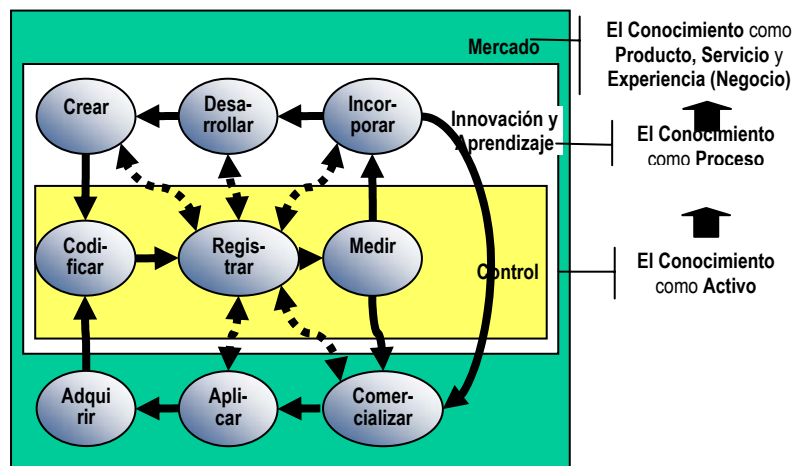 Mercado
El Conocimiento como
Producto, Servicio y
Experiencia (Negocio)
Crear
Desa-
rrollar
Incor-
porar
Innovación y
Aprendizaje
El Conocimiento
como Proceso
Codi-
ficar
Regis-
trar
Medir
Control
El Conocimiento
como Activo
Adqui
rir
Apli-
car
Comer-
cializar